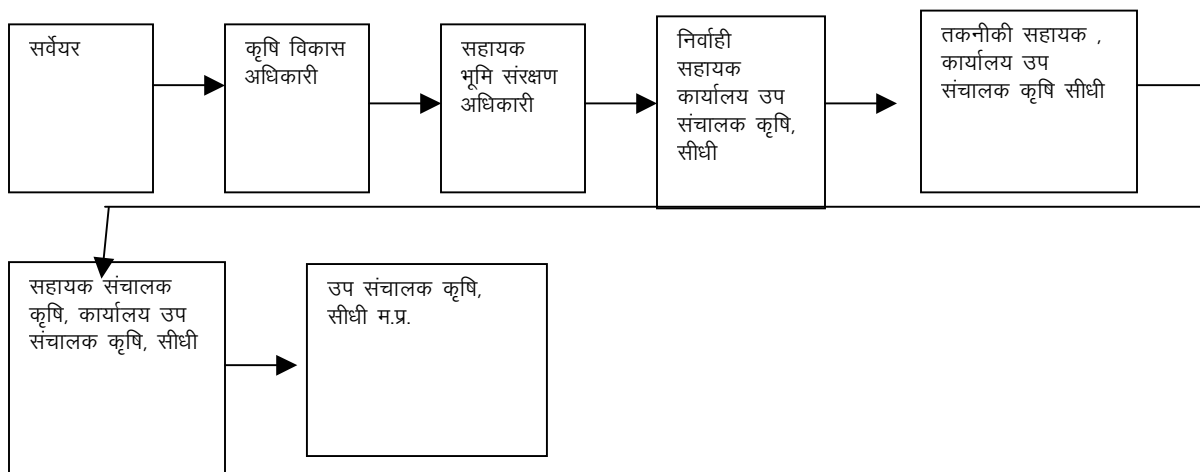 सर्वेयर
कृषि विकास
अधिकारी
सहायक
भूमि संरक्षण
अधिकारी
निर्वाही
सहायक
कार्यालय उप
संचालक कृषि,
सीधी
तकनीकी सहायक ,
कार्यालय उप
संचालक कृषि सीधी
सहायक संचालक
कृषि, कार्यालय उप
संचालक कृषि, सीधी
उप संचालक कृषि,
सीधी म.प्र.